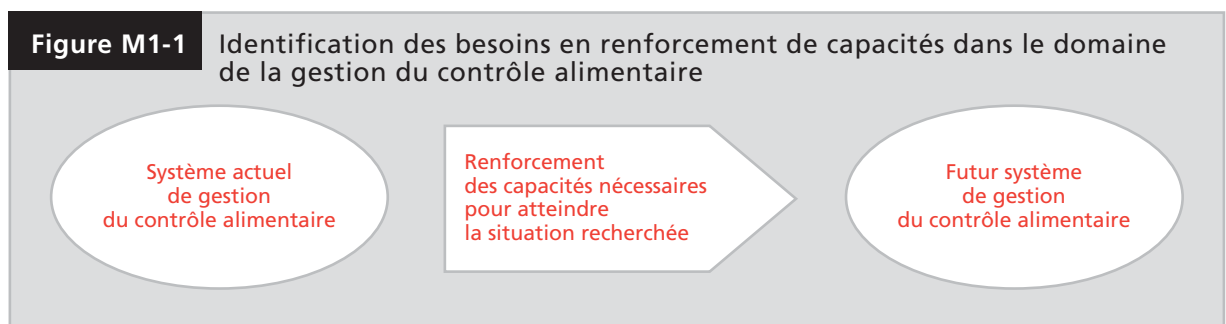 Figure M1-1
Identification des besoins en renforcement de capacités dans le domaine
de la gestion du contrôle alimentaire
Système actuel
de gestion
du contrôle alimentaire
Renforcement
des capacités nécessaires
pour atteindre
la situation recherchée
Futur système
de gestion
du contrôle alimentaire